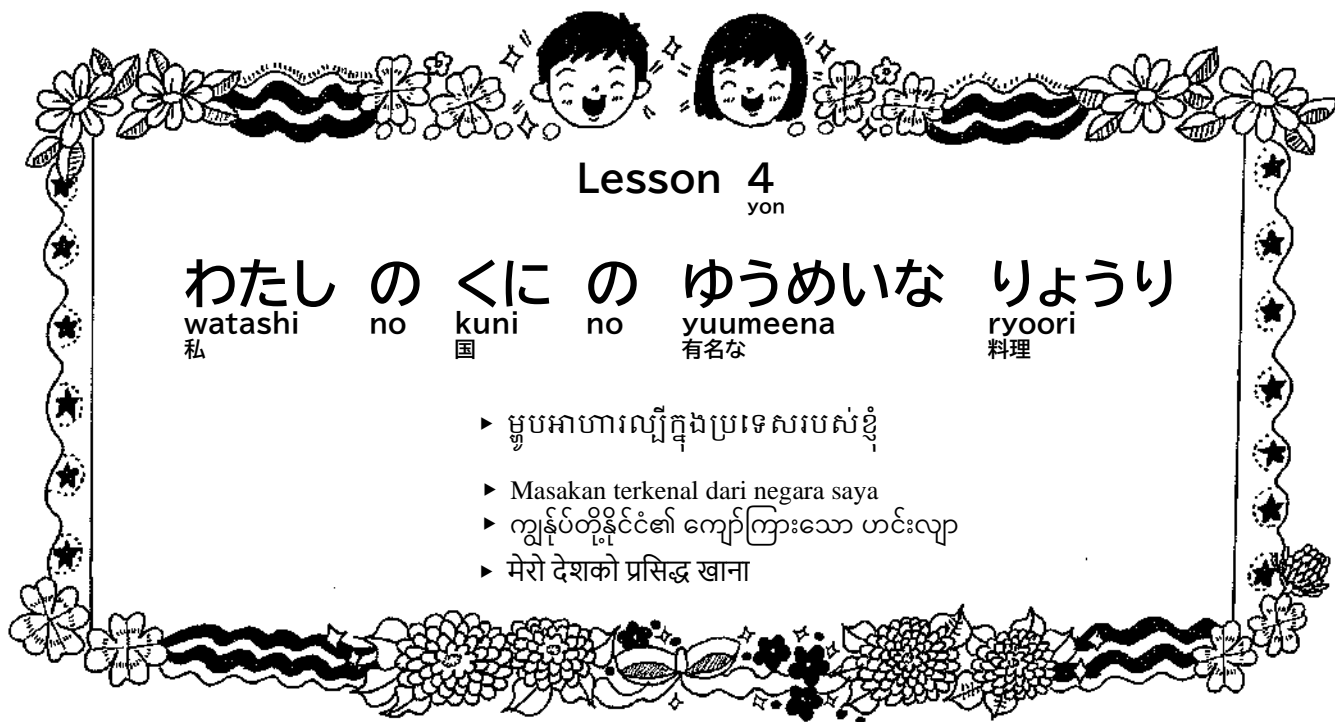 Lesson 4
yon
わたし の くに の ゆうめいな りょうり
watashi no kuni no yuumeena ryoori
私 国 有名な 料理
▶ ម្ហូបអាហារល្បីក្នុងប្រទេសរបស់ខ្ញុំ
▶ Masakan terkenal dari negara saya
▶ ကျွန်ုပ်တို့နိုင်ငံ၏ ကျော်ကြားသော ဟင်းလျာ
▶ मेरो देशको प्रसिद्ध खाना